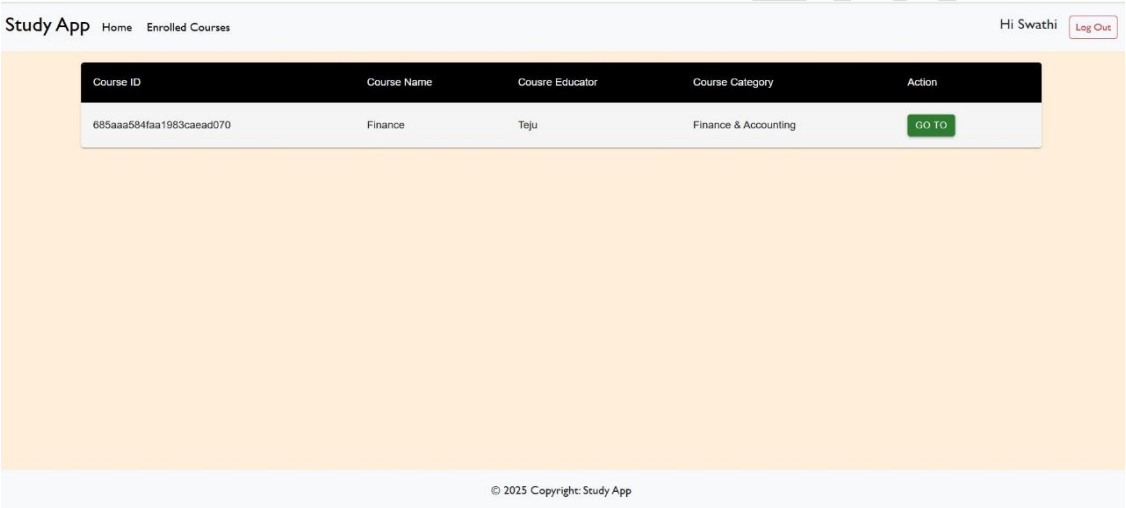 Study App Home Enrolled Courses Hi Swathi Log Out
Course ID Course Name Cousre Educator Course Category Action
685aaa584faa1983caead070 Finance Teju Finance & Accounting GO TO
© 2025 Copyright: Study App